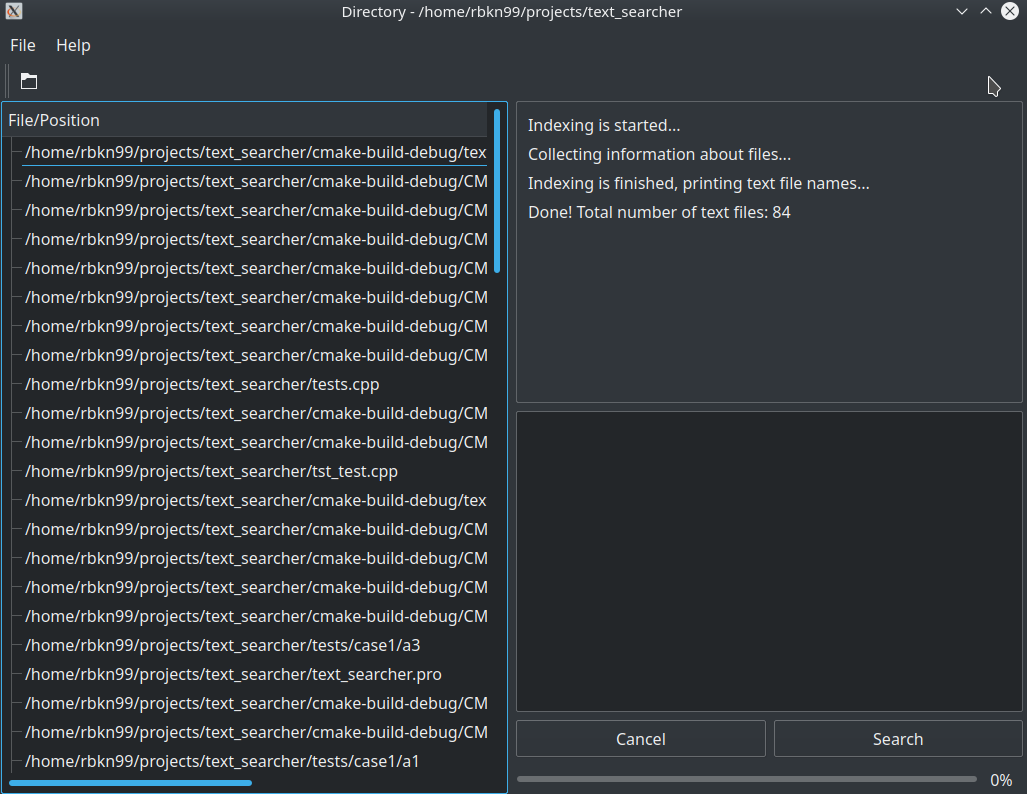 Directory - /home/rbkn99/projects/text_searcher
File Help
File/Position
/home/rbkn99/projects/text_searcher/cmake-build-debug/tex
/home/rbkn99/projects/text_searcher/cmake-build-debug/CM
/home/rbkn99/projects/text_searcher/cmake-build-debug/CM
/home/rbkn99/projects/text_searcher/cmake-build-debug/CM
/home/rbkn99/projects/text_searcher/cmake-build-debug/CM
/home/rbkn99/projects/text_searcher/cmake-build-debug/CM
/home/rbkn99/projects/text_searcher/cmake-build-debug/CM
/home/rbkn99/projects/text_searcher/cmake-build-debug/CM
/home/rbkn99/projects/text_searcher/tests.cpp
/home/rbkn99/projects/text_searcher/cmake-build-debug/CM
/home/rbkn99/projects/text_searcher/cmake-build-debug/CM
/home/rbkn99/projects/text_searcher/tst_test.cpp
/home/rbkn99/projects/text_searcher/cmake-build-debug/tex
/home/rbkn99/projects/text_searcher/cmake-build-debug/CM
/home/rbkn99/projects/text_searcher/cmake-build-debug/CM
/home/rbkn99/projects/text_searcher/cmake-build-debug/CM
/home/rbkn99/projects/text_searcher/cmake-build-debug/CM
/home/rbkn99/projects/text_searcher/tests/case1/a3
/home/rbkn99/projects/text_searcher/text_searcher.pro
/home/rbkn99/projects/text_searcher/cmake-build-debug/CM
/home/rbkn99/projects/text_searcher/cmake-build-debug/CM
/home/rbkn99/projects/text_searcher/tests/case1/a1
Indexing is started...
Collecting information about files...
Indexing is finished, printing text file names...
Done! Total number of text files: 84
Cancel
Search
0%